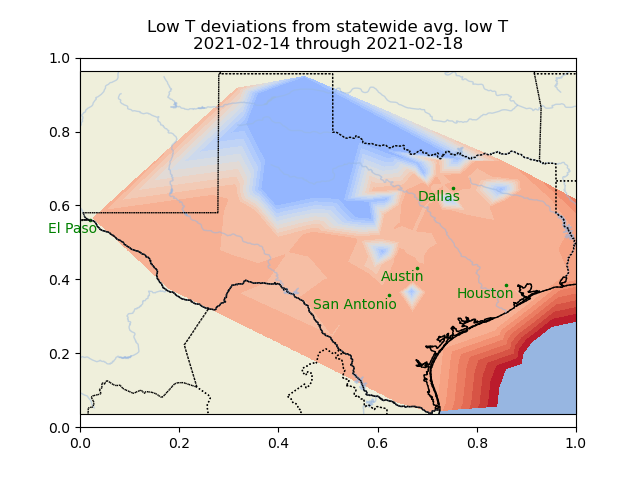 Low T deviations from statewide avg. low T
2021-02-14 through 2021-02-18
1.0
0.8
0.6
0.4
0.2
0.0
Dallas
El Paso
Austin
San Antonio
Houston
0.0 0.2 0.4 0.6 0.8 1.0